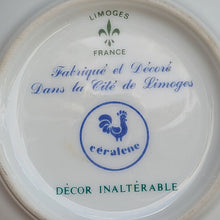 LIMOGES
FRANCE
Fabriqué et Décoré
Dans la Cité de Limoges
céralene
DÉCOR INALTÉRABLE